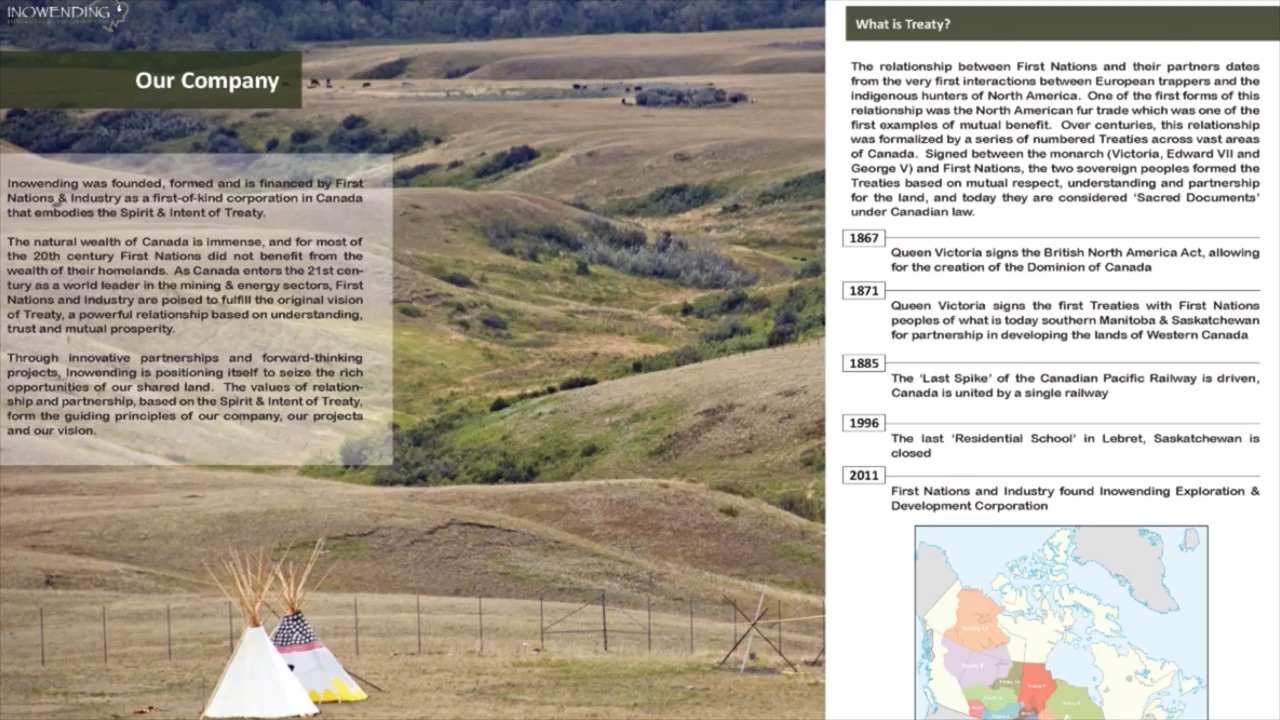 INOWENDING
Our Company
Inowending was founded, formed and is financed by First
Nations & Industry as a first-of-kind corporation in Canada
that embodies the Spirit & Intent of Treaty.
The natural wealth of Canada is immense, and for most of
the 20th century First Nations did not benefit from the
wealth of their homelands. As Canada enters the 21st cen-
tury as a world leader in the mining & energy sectors, First
Nations and Industry are poised to fulfill the original vision
of Treaty, a powerful relationship based on understanding,
trust and mutual prosperity.
Through innovative partnerships and forward-thinking
projects, Inowending is positioning itself to seize the rich
opportunities of our shared land. The values of relation-
ship and partnership, based on the Spirit & Intent of Treaty,
form the guiding principles of our company, our projects
and our vision.
What is Treaty?
The relationship between First Nations and their partners dates
from the very first interactions between European trappers and the
indigenous hunters of North America. One of the first forms of this
relationship was the North American fur trade which was one of the
first examples of mutual benefit. Over centuries, this relationship
was formalized by a series of numbered Treaties across vast areas
of Canada. Signed between the monarch (Victoria, Edward VII and
George V) and First Nations, the two sovereign peoples formed the
Treaties based on mutual respect, understanding and partnership
for the land, and today they are considered 'Sacred Documents'
under Canadian law.
1867
Queen Victoria signs the British North America Act, allowing
for the creation of the Dominion of Canada
1871
Queen Victoria signs the first Treaties with First Nations
peoples of what is today southern Manitoba & Saskatchewan
for partnership in developing the lands of Western Canada
1885
The 'Last Spike' of the Canadian Pacific Railway is driven,
Canada is united by a single railway
1996
The last 'Residential School' in Lebret, Saskatchewan is
closed
2011
First Nations and Industry found Inowending Exploration &
Development Corporation
Treaty 11
Treaty 8
Treaty 10